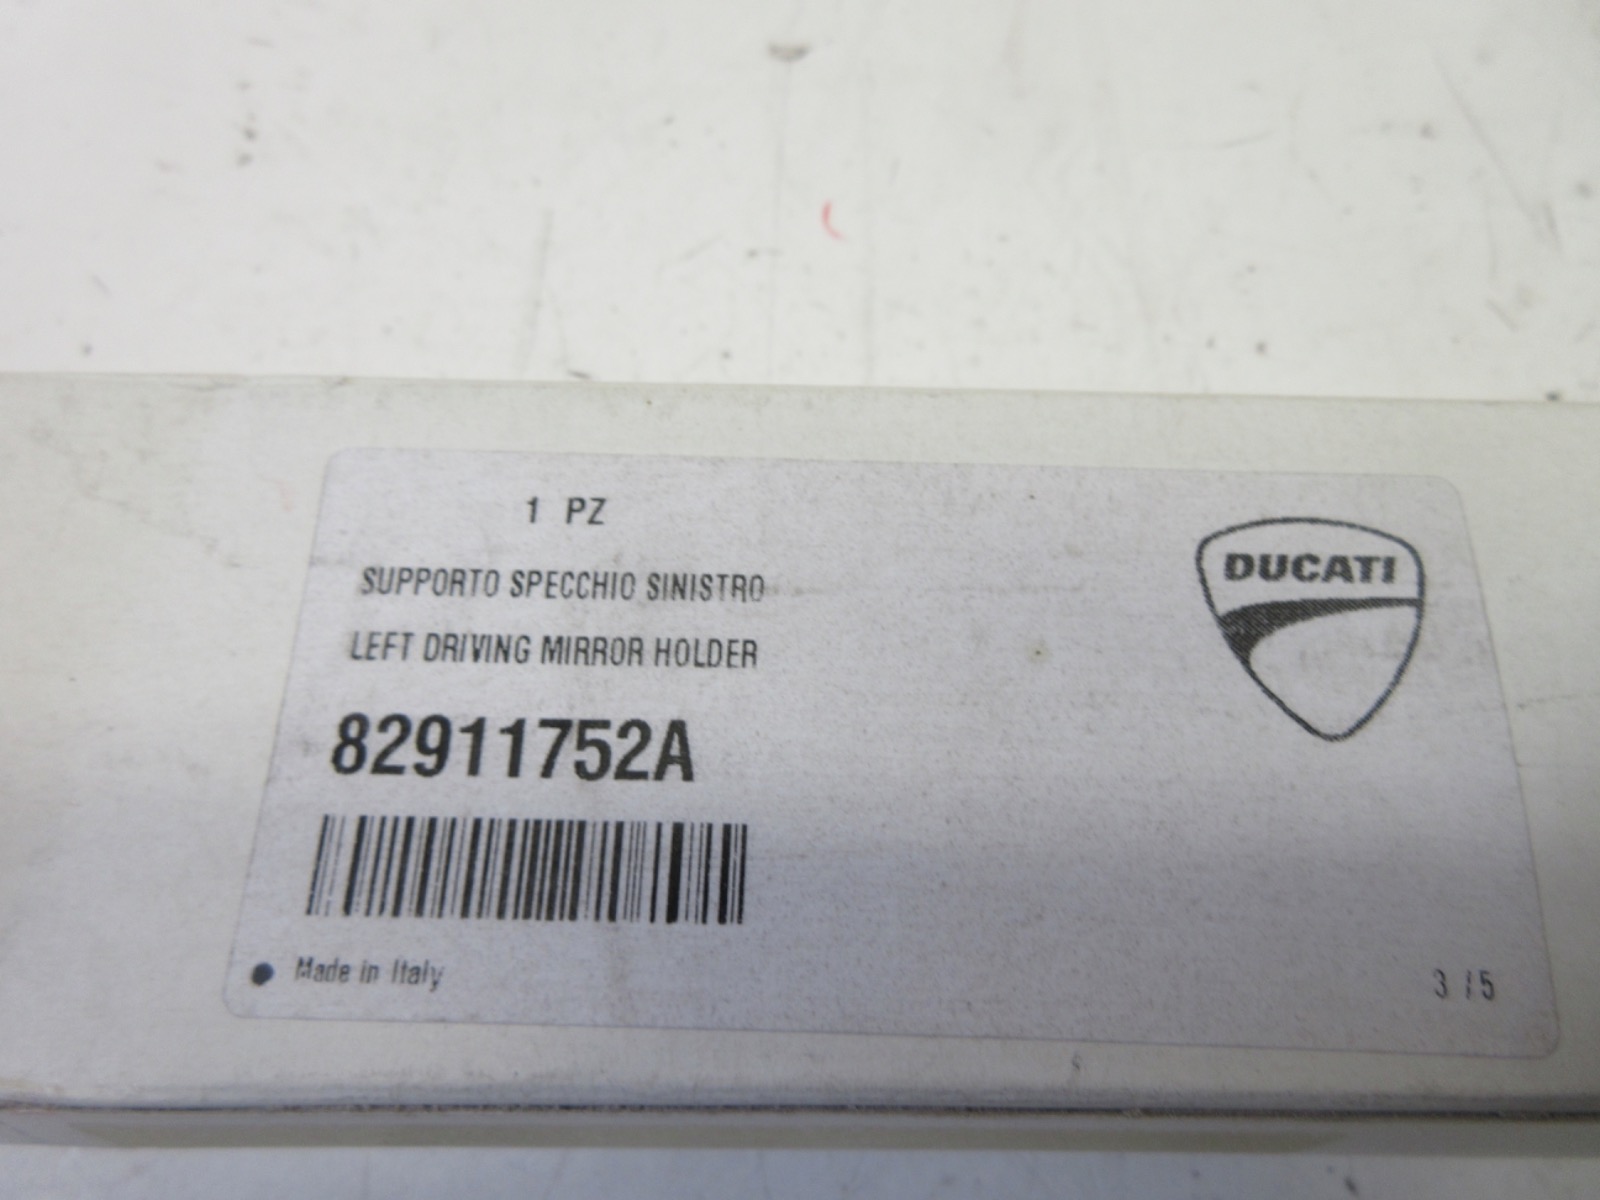 1 PZ
SUPPORTO SPECCHIO SINISTRO
LEFT DRIVING MIRROR HOLDER
82911752A
Made in Italy
DUCATI
3 / 5